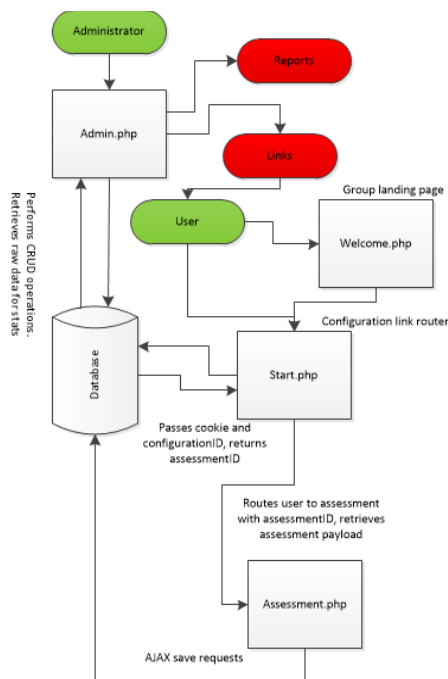 Administrator
Reports
Admin.php
Links
Performs CRUD operations.
Retrieves raw data for stats
Group landing page
User
Welcome.php
Configuration link router
Database
Start.php
Passes cookie and
configurationID, returns
assessmentID
Routes user to assessment
with assessmentID, retrieves
assessment payload
Assessment.php
AJAX save requests